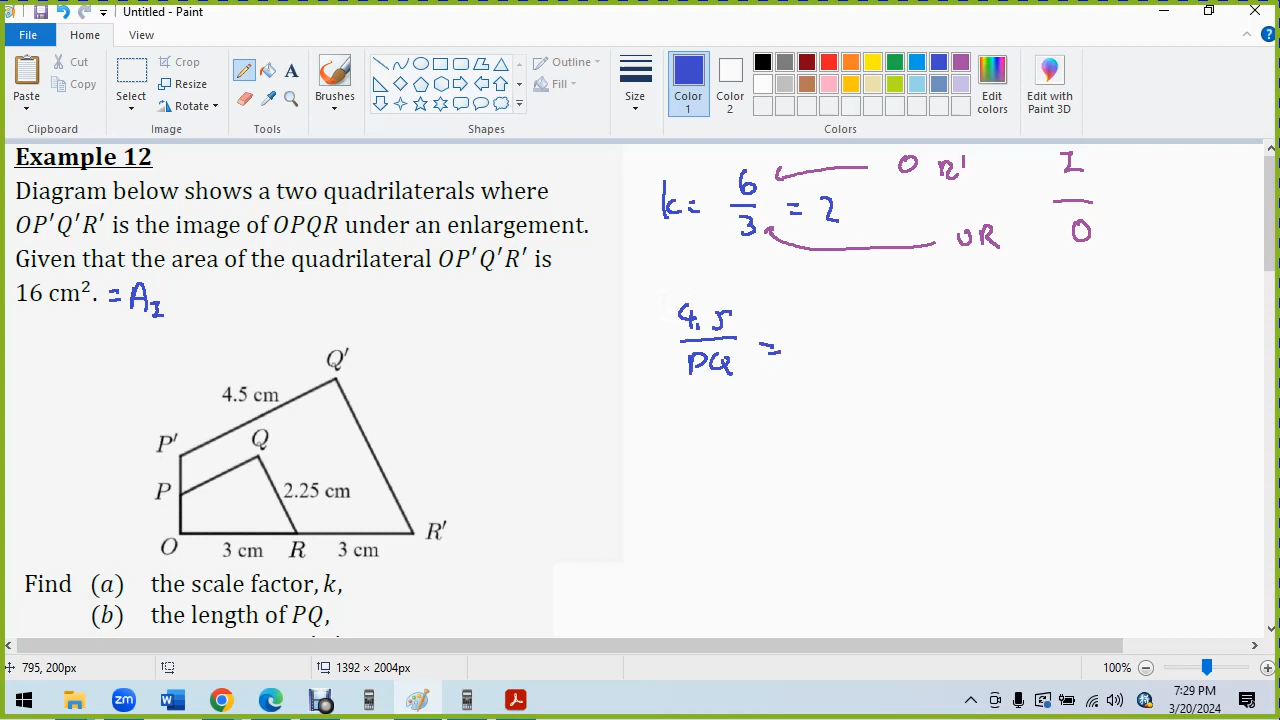 Untitled - Paint
File Home View
Paste Cut Copy Clipboard
Select Crop Resize Rotate Image
A Tools
Brushes
Outline Fill Shapes
Size
Color 1 Color 2 Edit colors Colors
Edit with Paint 3D
Example 12
Diagram below shows a two quadrilaterals where
OP′Q′R′ is the image of OPQR under an enlargement.
Given that the area of the quadrilateral OP′Q′R′ is
16 cm². = A_I
Q′
4.5 cm
P′ Q
P 2.25 cm
R′
O 3 cm R 3 cm
Find (a) the scale factor, k,
(b) the length of PQ,
k = 6/3 = 2
O R'
OR
I
O
4.5/PQ =
795, 200px 1392 × 2004px 100%
zm W
7:29 PM
3/20/2024